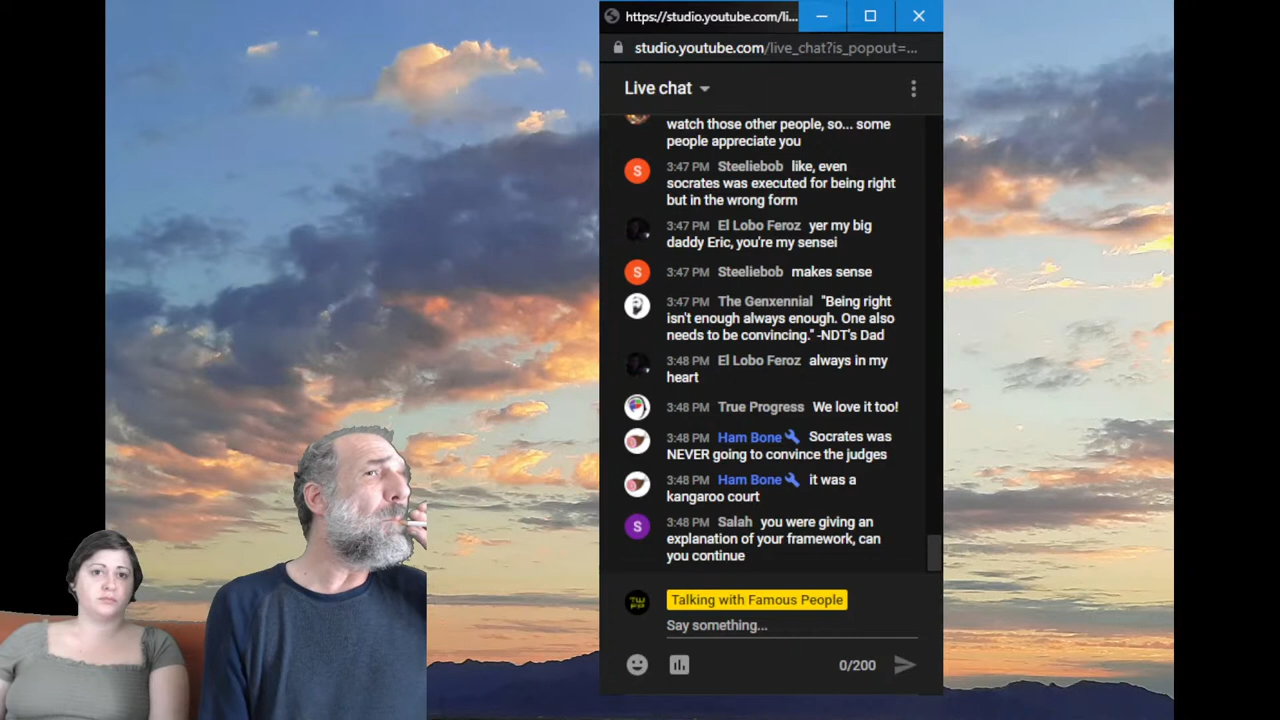 https://studio.youtube.com/li...
studio.youtube.com/live_chat?is_popout=...
Live chat
watch those other people, so... some
people appreciate you
S
3:47 PM Steeliebob like, even
socrates was executed for being right
but in the wrong form
3:47 PM El Lobo Feroz yer my big
daddy Eric, you're my sensei
S
3:47 PM Steeliebob makes sense
3:47 PM The Genxennial "Being right
isn't enough always enough. One also
needs to be convincing." -NDT's Dad
3:48 PM El Lobo Feroz always in my
heart
3:48 PM True Progress We love it too!
3:48 PM Ham Bone Socrates was
NEVER going to convince the judges
3:48 PM Ham Bone it was a
kangaroo court
S
3:48 PM Salah you were giving an
explanation of your framework, can
you continue
Talking with Famous People
Say something...
0/200